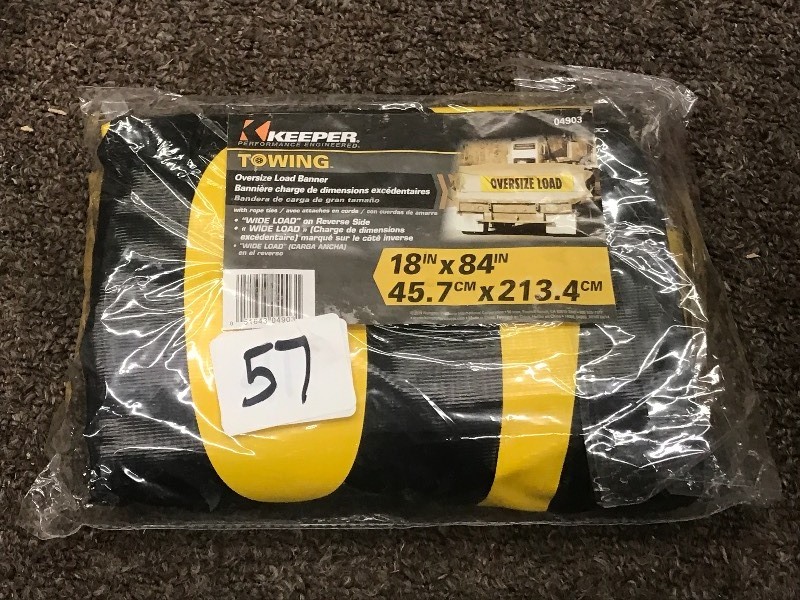 04903
KEEPER
PERFORMANCE ENGINEERED
TOWING
Oversize Load Banner
Bannière charge de dimensions excédentaires
Bandera de carga de gran tamaño
with rope ties / avec attaches en corde / con cuerdas de amarre
• "WIDE LOAD" on Reverse Side
• « WIDE LOAD » (Charge de dimensions
excédentaire) marqué sur le côté inverse
• "WIDE LOAD" (CARGA ANCHA)
en el reverso
OVERSIZE LOAD
18IN x 84IN
45.7CM x 213.4CM
57